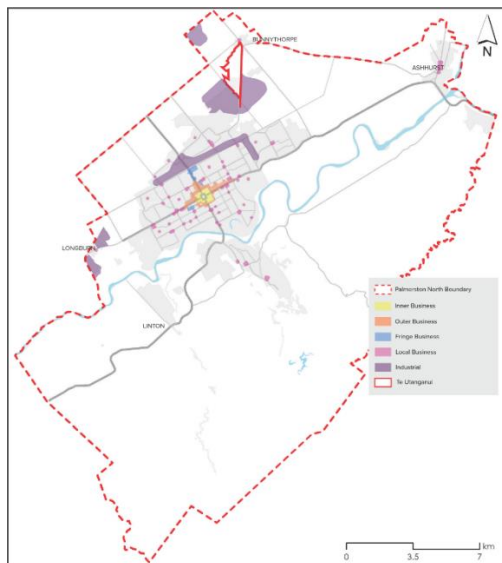 BUNNYTHORPE
N
ASHHURST
LONGBURN
LINTON
Palmerston North Boundary
Inner Business
Outer Business
Fringe Business
Local Business
Industrial
Te Utanganui
km
0 3.5 7